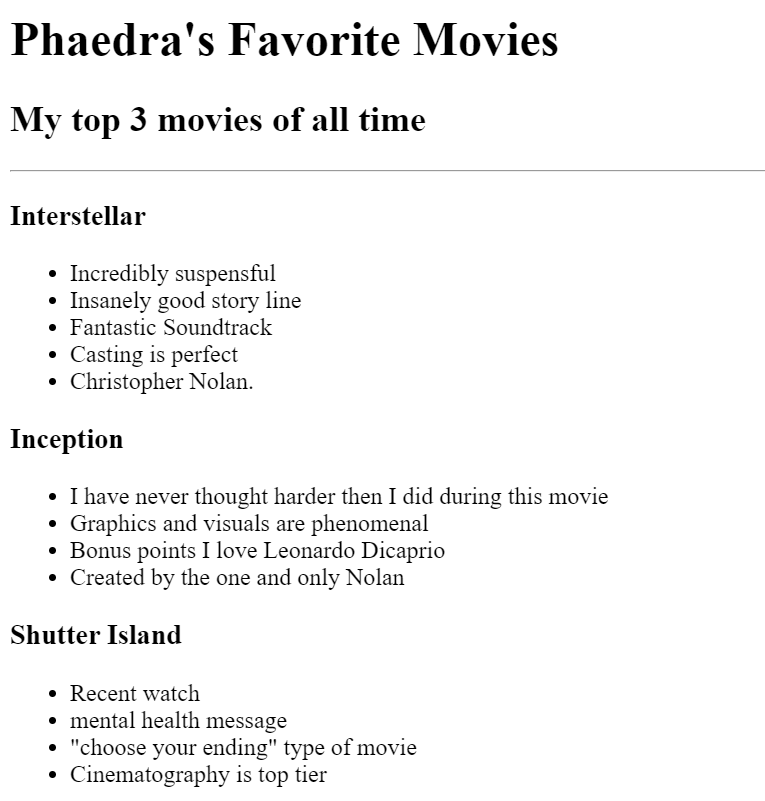 Phaedra's Favorite Movies
My top 3 movies of all time
Interstellar
• Incredibly suspensful
• Insanely good story line
• Fantastic Soundtrack
• Casting is perfect
• Christopher Nolan.
Inception
• I have never thought harder then I did during this movie
• Graphics and visuals are phenomenal
• Bonus points I love Leonardo Dicaprio
• Created by the one and only Nolan
Shutter Island
• Recent watch
• mental health message
• "choose your ending" type of movie
• Cinematography is top tier